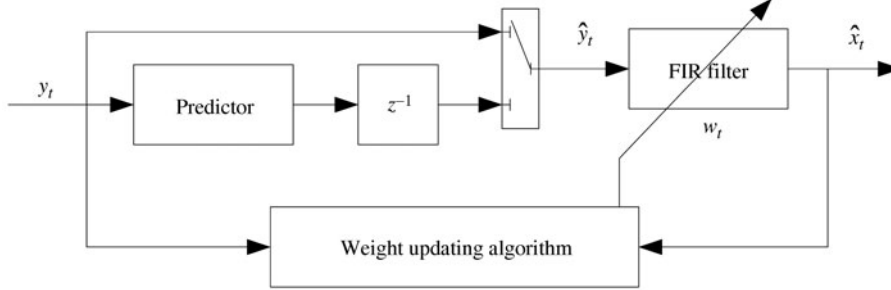 ŷₜ
x̂ₜ
yₜ
FIR filter
Predictor
z⁻¹
wₜ
Weight updating algorithm